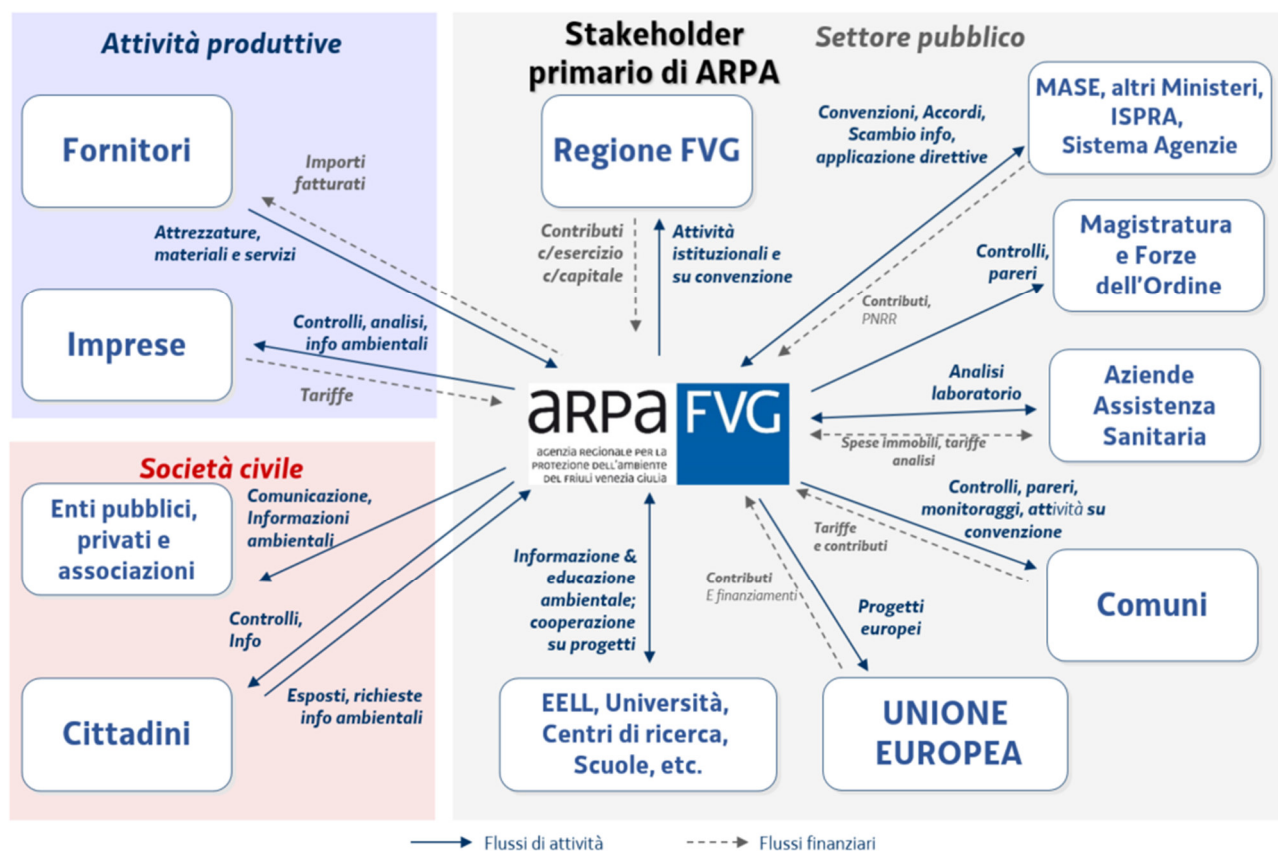 Attività produttive
Fornitori
Importi
fatturati
Attrezzature,
materiali e servizi
Imprese
Controlli, analisi,
info ambientali
Tariffe
Società civile
Enti pubblici,
privati e
associazioni
Comunicazione,
Informazioni
ambientali
Controlli,
Info
Cittadini
Esposti, richieste
info ambientali
Stakeholder
primario di ARPA
Settore pubblico
Regione FVG
Contributi
c/esercizio
c/capitale
Attività
istituzionali e
su convenzione
Convenzioni, Accordi,
Scambio info,
applicazione direttive
MASE, altri Ministeri,
ISPRA,
Sistema Agenzie
Contributi,
PNRR
Controlli,
pareri
Magistratura
e Forze
dell'Ordine
Analisi
laboratorio
Spese immobili, tariffe
analisi
Aziende
Assistenza
Sanitaria
aRPa FVG
aGENZIA REGIONALE PER LA
PROTEZIONE DELL'AMBIENTE
DEL FRIULI VENEZIA GIULIA
Controlli, pareri,
monitoraggi, attività su
convenzione
Tariffe
e contributi
Comuni
Informazione &
educazione
ambientale;
cooperazione
su progetti
Contributi
E finanziamenti
Progetti
europei
EELL, Università,
Centri di ricerca,
Scuole, etc.
UNIONE
EUROPEA
Flussi di attività
Flussi finanziari